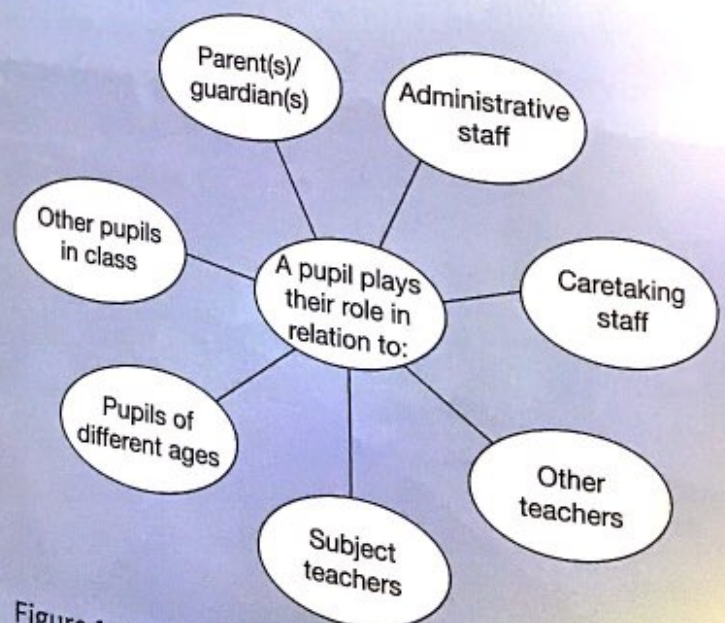 Parent(s)/
guardian(s)
Administrative
staff
Other pupils
in class
A pupil plays
their role in
relation to:
Caretaking
staff
Pupils of
different ages
Other
teachers
Subject
teachers
Figure